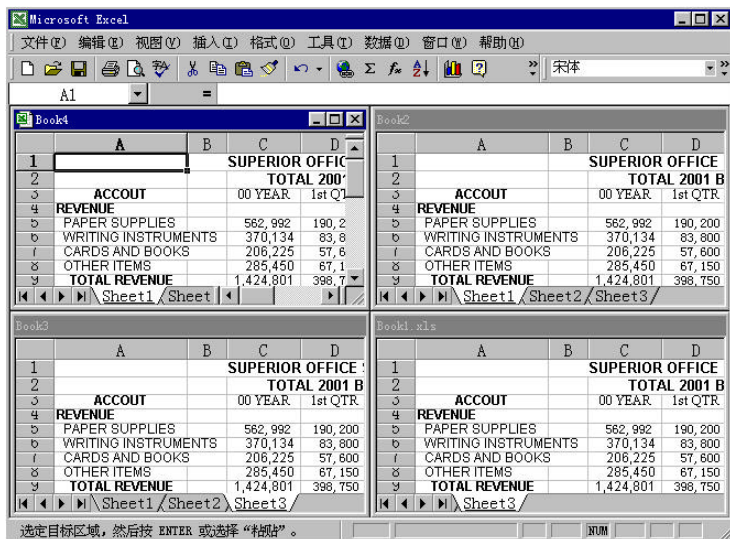 Microsoft Excel
文件(F) 编辑(E) 视图(V) 插入(I) 格式(O) 工具(T) 数据(D) 窗口(W) 帮助(H)
宋体
A1 =
Book4
A B C D
1 SUPERIOR OFFIC
2 TOTAL 200
3 ACCOUT 00 YEAR 1st QT
4 REVENUE
5 PAPER SUPPLIES 562,992 190,2
6 WRITING INSTRUMENTS 370,134 83,8
7 CARDS AND BOOKS 206,225 57,6
8 OTHER ITEMS 285,450 67,1
9 TOTAL REVENUE 1,424,801 398,7
Sheet1 Sheet
Book2
A B C D
1 SUPERIOR OFFICE
2 TOTAL 2001 B
3 ACCOUT 00 YEAR 1st QTR
4 REVENUE
5 PAPER SUPPLIES 562,992 190,200
6 WRITING INSTRUMENTS 370,134 83,800
7 CARDS AND BOOKS 206,225 57,600
8 OTHER ITEMS 285,450 67,150
9 TOTAL REVENUE 1,424,801 398,750
Sheet1 Sheet2 Sheet3
Book3
A B C D
1 SUPERIOR OFFICE
2 TOTAL 2001 B
3 ACCOUT 00 YEAR 1st QTR
4 REVENUE
5 PAPER SUPPLIES 562,992 190,200
6 WRITING INSTRUMENTS 370,134 83,800
7 CARDS AND BOOKS 206,225 57,600
8 OTHER ITEMS 285,450 67,150
9 TOTAL REVENUE 1,424,801 398,750
Sheet1 Sheet2 Sheet3
Book1.xls
A B C D
1 SUPERIOR OFFICE
2 TOTAL 2001 B
3 ACCOUT 00 YEAR 1st QTR
4 REVENUE
5 PAPER SUPPLIES 562,992 190,200
6 WRITING INSTRUMENTS 370,134 83,800
7 CARDS AND BOOKS 206,225 57,600
8 OTHER ITEMS 285,450 67,150
9 TOTAL REVENUE 1,424,801 398,750
Sheet3
选定目标区域，然后按 ENTER 或选择“粘贴”。 NUM